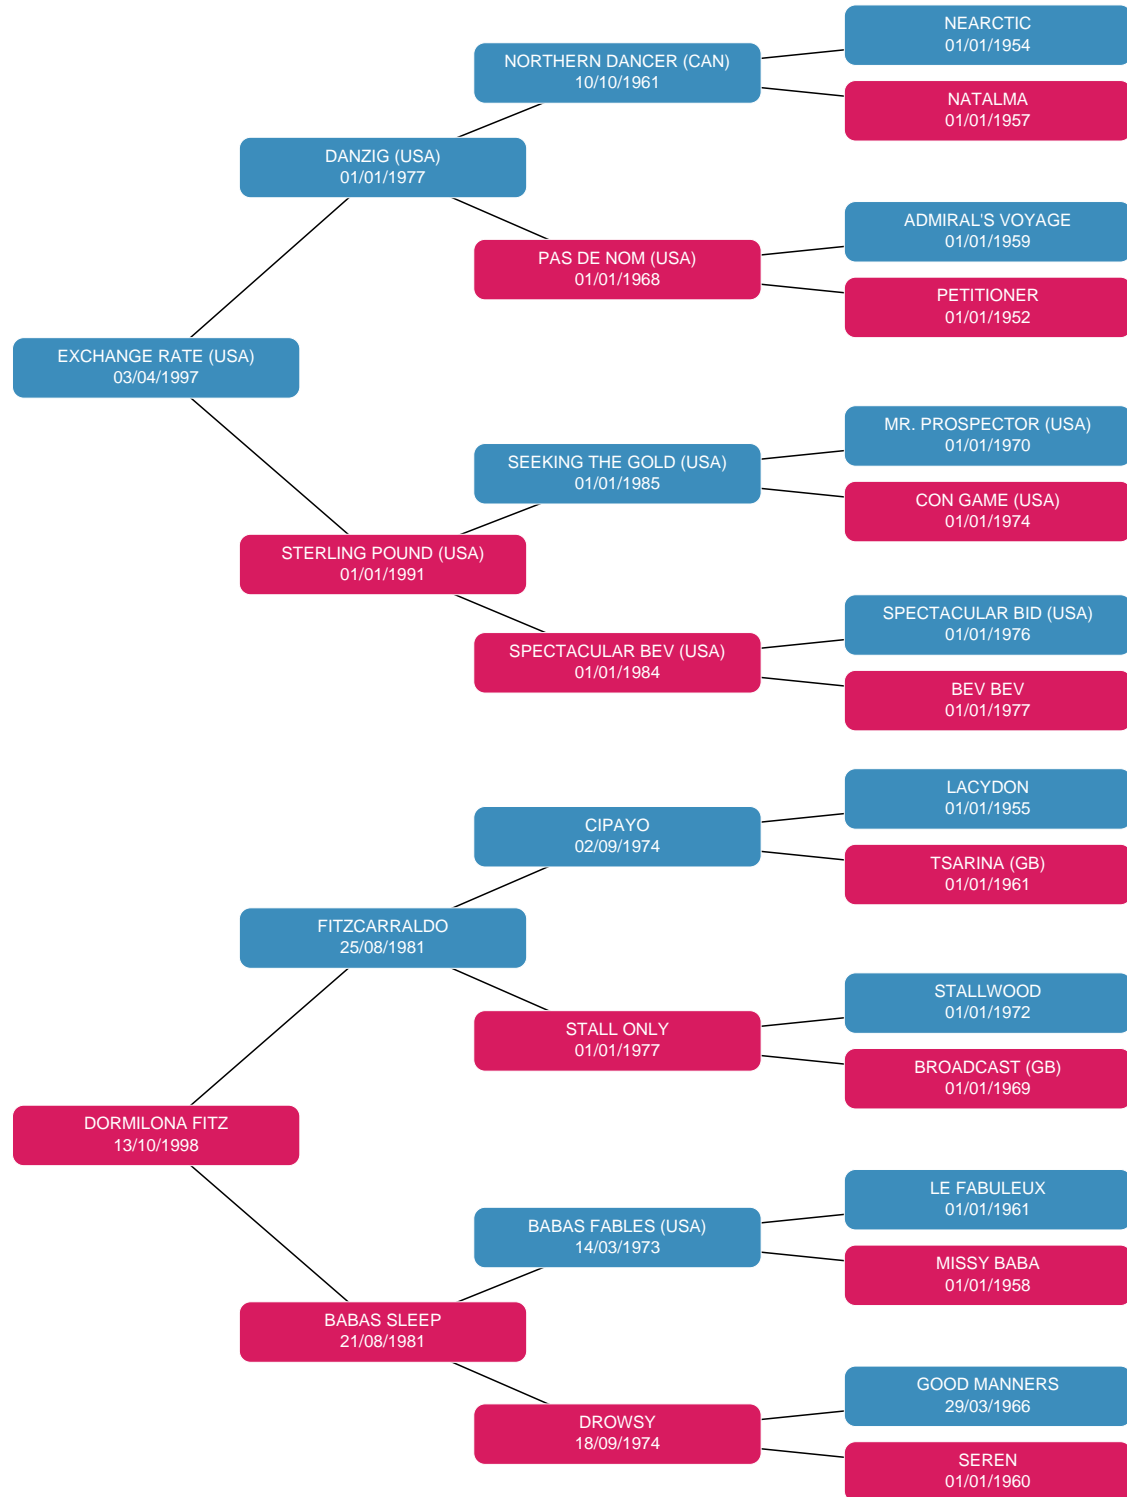 NEARCTIC
01/01/1954
NORTHERN DANCER (CAN)
10/10/1961
NATALMA
01/01/1957
DANZIG (USA)
01/01/1977
ADMIRAL'S VOYAGE
01/01/1959
PAS DE NOM (USA)
01/01/1968
PETITIONER
01/01/1952
EXCHANGE RATE (USA)
03/04/1997
MR. PROSPECTOR (USA)
01/01/1970
SEEKING THE GOLD (USA)
01/01/1985
CON GAME (USA)
01/01/1974
STERLING POUND (USA)
01/01/1991
SPECTACULAR BID (USA)
01/01/1976
SPECTACULAR BEV (USA)
01/01/1984
BEV BEV
01/01/1977
LACYDON
01/01/1955
CIPAYO
02/09/1974
TSARINA (GB)
01/01/1961
FITZCARRALDO
25/08/1981
STALLWOOD
01/01/1972
STALL ONLY
01/01/1977
BROADCAST (GB)
01/01/1969
DORMILONA FITZ
13/10/1998
LE FABULEUX
01/01/1961
BABAS FABLES (USA)
14/03/1973
MISSY BABA
01/01/1958
BABAS SLEEP
21/08/1981
GOOD MANNERS
29/03/1966
DROWSY
18/09/1974
SEREN
01/01/1960